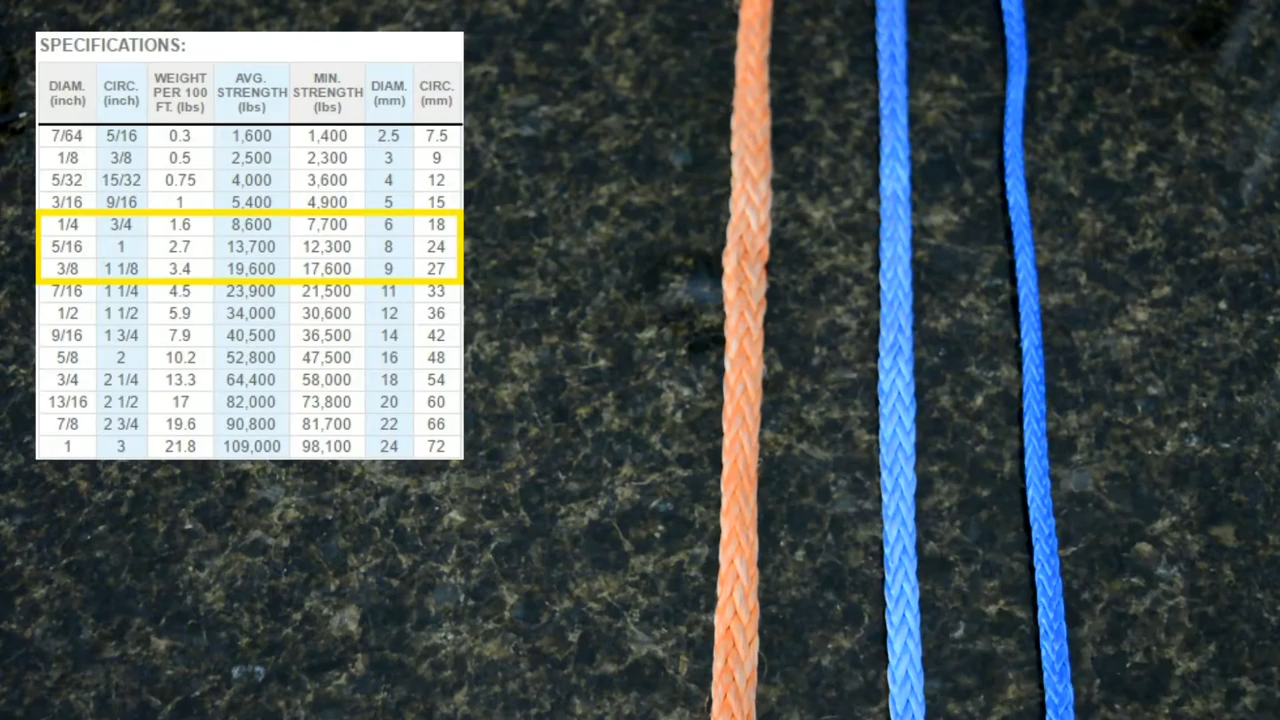 SPECIFICATIONS:
DIAM. (inch) CIRC. (inch) WEIGHT PER 100 FT. (lbs) AVG. STRENGTH (lbs) MIN. STRENGTH (lbs) DIAM. (mm) CIRC. (mm)
7/64 5/16 0.3 1,600 1,400 2.5 7.5
1/8 3/8 0.5 2,500 2,300 3 9
5/32 15/32 0.75 4,000 3,600 4 12
3/16 9/16 1 5,400 4,900 5 15
1/4 3/4 1.6 8,600 7,700 6 18
5/16 1 2.7 13,700 12,300 8 24
3/8 1 1/8 3.4 19,600 17,600 9 27
7/16 1 1/4 4.5 23,900 21,500 11 33
1/2 1 1/2 5.9 34,000 30,600 12 36
9/16 1 3/4 7.9 40,500 36,500 14 42
5/8 2 10.2 52,800 47,500 16 48
3/4 2 1/4 13.3 64,400 58,000 18 54
13/16 2 1/2 17 82,000 73,800 20 60
7/8 2 3/4 19.6 90,800 81,700 22 66
1 3 21.8 109,000 98,100 24 72